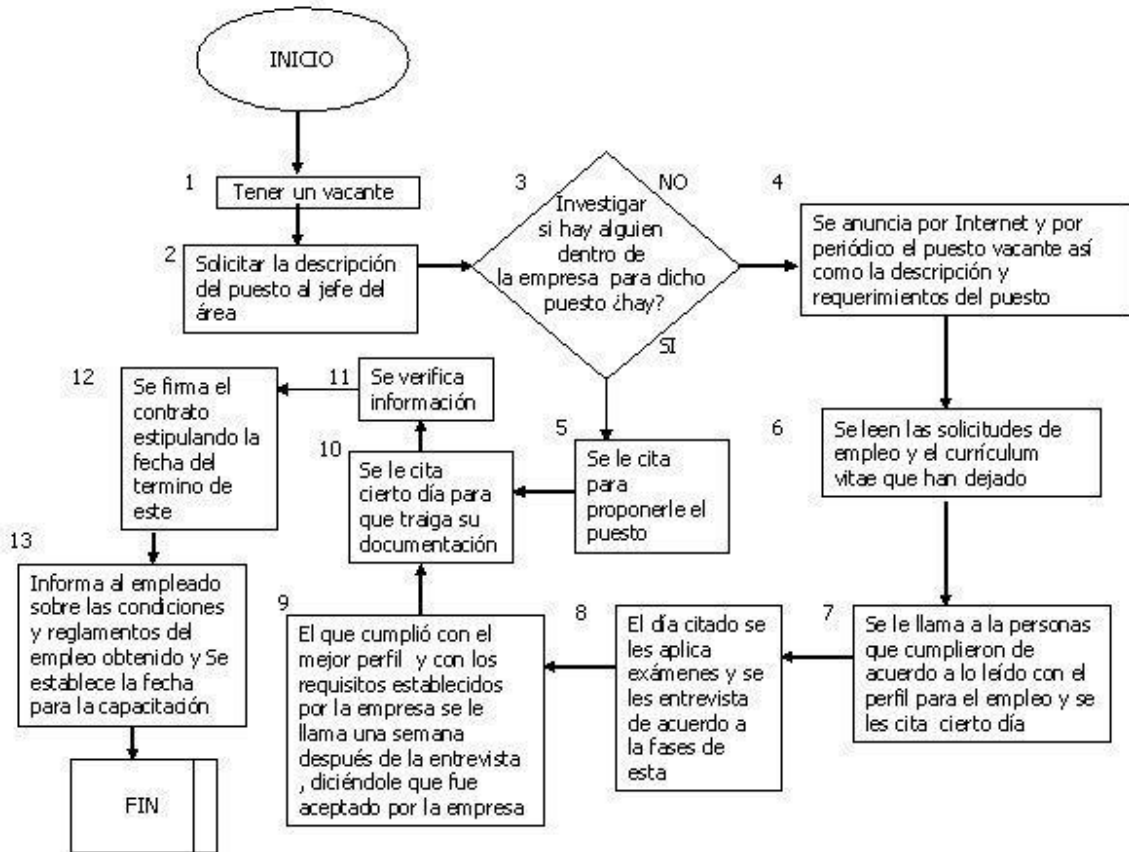 INICIO
1
Tener un vacante
2
Solicitar la descripción
del puesto al jefe del
área
3
Investigar
si hay alguien
dentro de
la empresa para dicho
puesto ¿hay?
NO
SI
4
Se anuncia por Internet y por
periódico el puesto vacante así
como la descripción y
requerimientos del puesto
5
Se le cita
para
proponerle el
puesto
6
Se leen las solicitudes de
empleo y el currículum
vitae que han dejado
7
Se le llama a la personas
que cumplieron de
acuerdo a lo leído con el
perfil para el empleo y se
les cita cierto día
8
El día citado se
les aplica
exámenes y se
les entrevista
de acuerdo a
la fases de
esta
9
El que cumplió con el
mejor perfil y con los
requisitos establecidos
por la empresa se le
llama una semana
después de la entrevista
, diciéndole que fue
aceptado por la empresa
10
Se le cita
cierto día para
que traiga su
documentación
11
Se verifica
información
12
Se firma el
contrato
estipulando la
fecha del
termino de
este
13
Informa al empleado
sobre las condiciones
y reglamentos del
empleo obtenido y Se
establece la fecha
para la capacitación
FIN